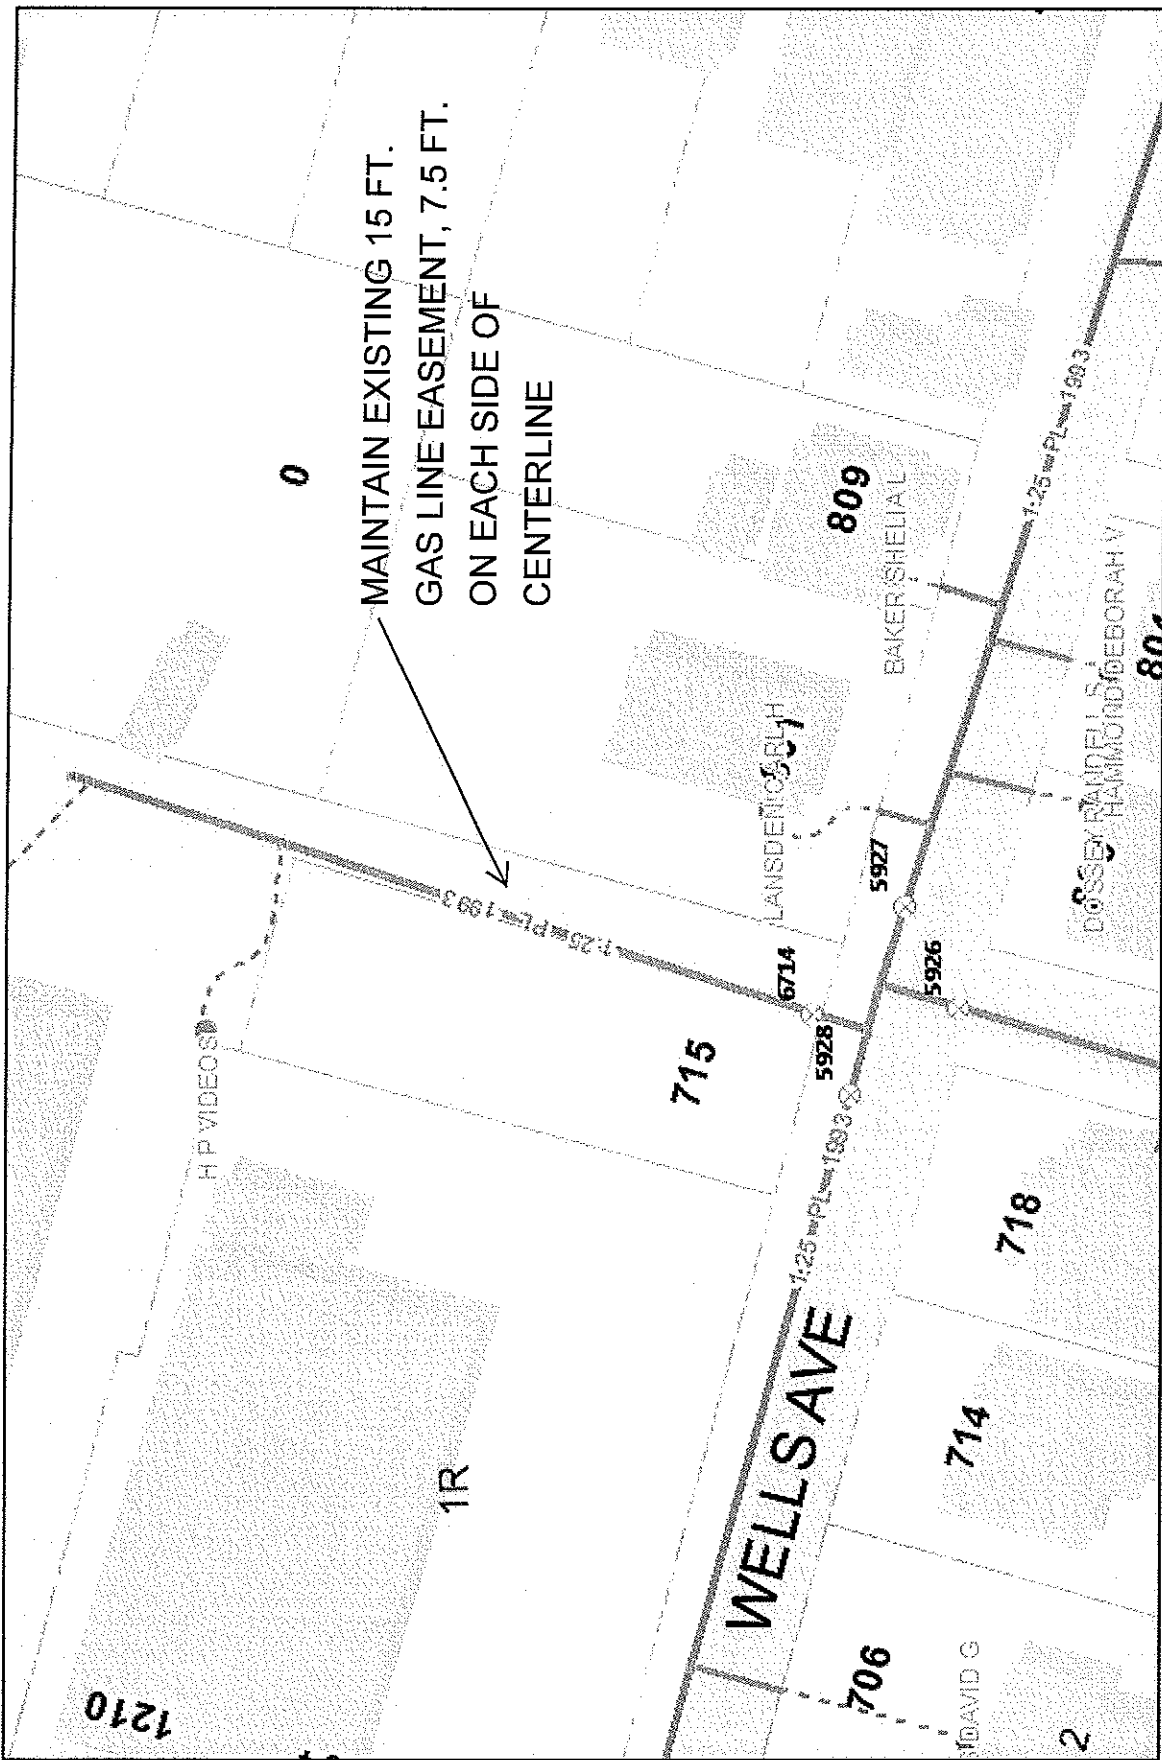 MAINTAIN EXISTING 15 FT.
GAS LINE EASEMENT, 7.5 FT.
ON EACH SIDE OF
CENTERLINE
0
H P VIDEOS
1:25 PL 1993
715
6714
5928
5927
5926
809
BAKER SHELIA L
1210
1R
WELLS AVE
1:25 PL 1993
1:25 PL 1993
706
714
718
DAVID G
2
DOSSEY RANDELL S
HAMMOND DEBORAH V